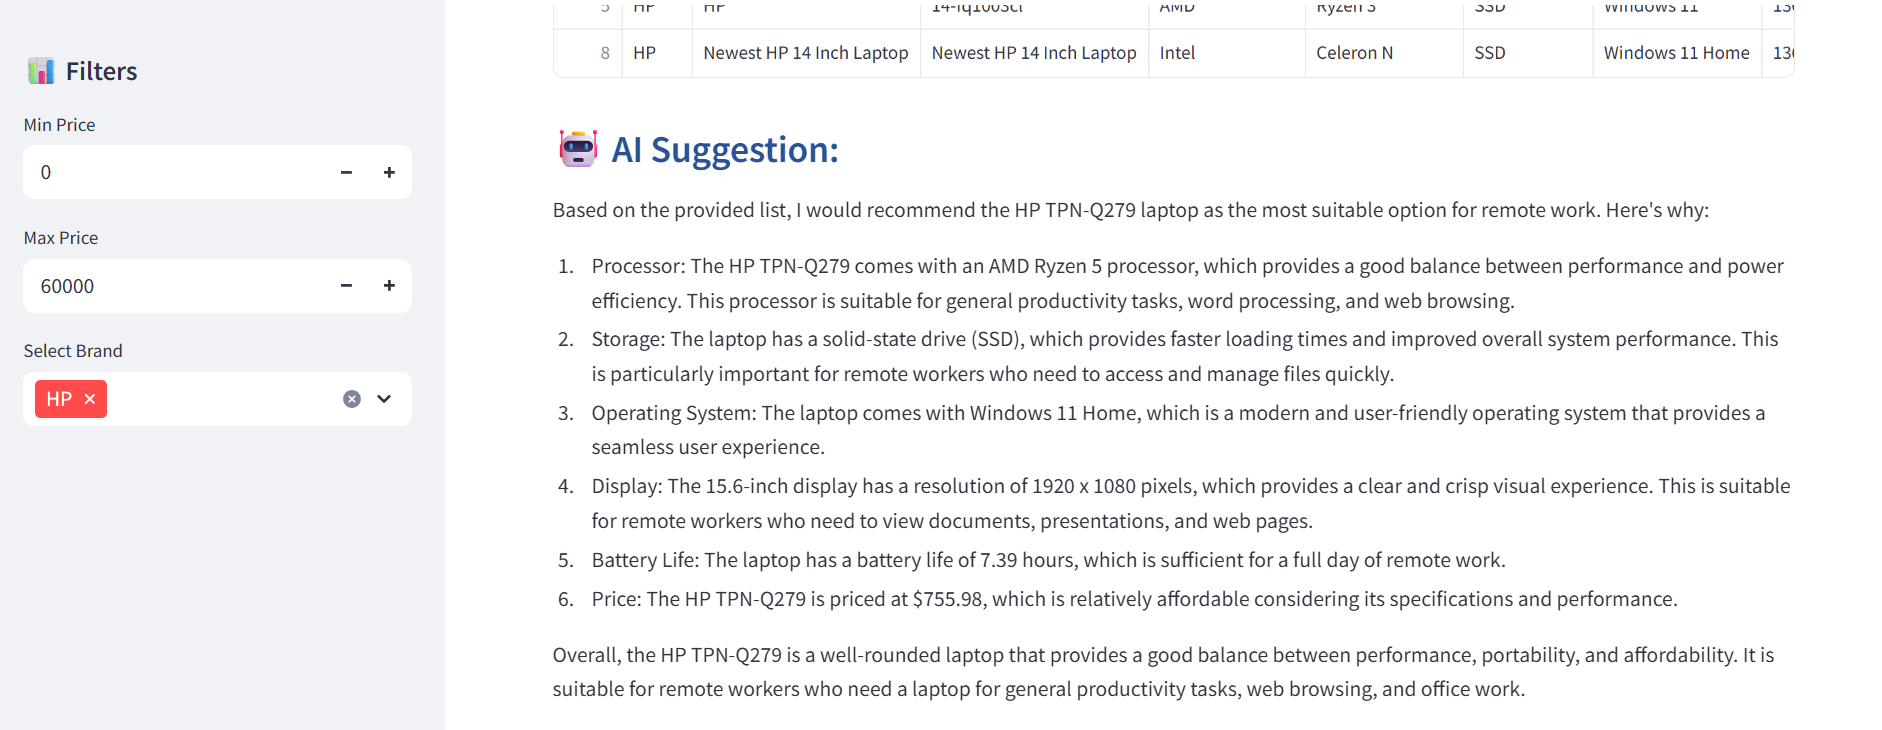 Filters
Min Price
0
Max Price
60000
Select Brand
HP
5 HP HP 14-fq1003cl AMD Ryzen 3 SSD Windows 11
8 HP Newest HP 14 Inch Laptop Newest HP 14 Inch Laptop Intel Celeron N SSD Windows 11 Home
AI Suggestion:
Based on the provided list, I would recommend the HP TPN-Q279 laptop as the most suitable option for remote work. Here's why:
1. Processor: The HP TPN-Q279 comes with an AMD Ryzen 5 processor, which provides a good balance between performance and power
efficiency. This processor is suitable for general productivity tasks, word processing, and web browsing.
2. Storage: The laptop has a solid-state drive (SSD), which provides faster loading times and improved overall system performance. This
is particularly important for remote workers who need to access and manage files quickly.
3. Operating System: The laptop comes with Windows 11 Home, which is a modern and user-friendly operating system that provides a
seamless user experience.
4. Display: The 15.6-inch display has a resolution of 1920 x 1080 pixels, which provides a clear and crisp visual experience. This is suitable
for remote workers who need to view documents, presentations, and web pages.
5. Battery Life: The laptop has a battery life of 7.39 hours, which is sufficient for a full day of remote work.
6. Price: The HP TPN-Q279 is priced at $755.98, which is relatively affordable considering its specifications and performance.
Overall, the HP TPN-Q279 is a well-rounded laptop that provides a good balance between performance, portability, and affordability. It is
suitable for remote workers who need a laptop for general productivity tasks, web browsing, and office work.